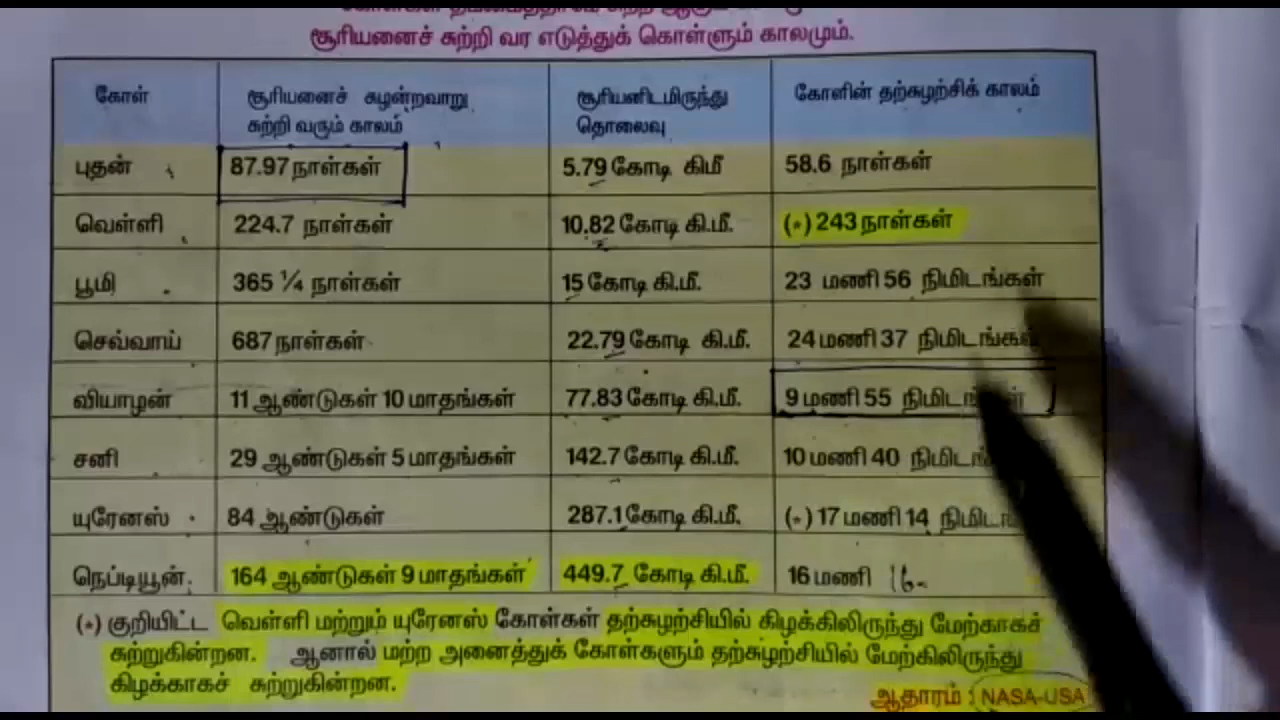 சூரியனைச் சுற்றி வர எடுத்துக் கொள்ளும் காலமும்.
கோள் சூரியனைச் சுழன்றவாறு சுற்றி வரும் காலம் சூரியனிடமிருந்து தொலைவு கோளின் தற்சுழற்சிக் காலம்
புதன் 87.97 நாள்கள் 5.79 கோடி கிமீ 58.6 நாள்கள்
வெள்ளி 224.7 நாள்கள் 10.82 கோடி கி.மீ. (*) 243 நாள்கள்
பூமி 365 ¼ நாள்கள் 15 கோடி கி.மீ. 23 மணி 56 நிமிடங்கள்
செவ்வாய் 687 நாள்கள் 22.79 கோடி கி.மீ. 24 மணி 37 நிமிடங்கள்
வியாழன் 11 ஆண்டுகள் 10 மாதங்கள் 77.83 கோடி கி.மீ. 9 மணி 55
சனி 29 ஆண்டுகள் 5 மாதங்கள் 142.7 கோடி கி.மீ. 10 மணி 40
யுரேனஸ் 84 ஆண்டுகள் 287.1 கோடி கி.மீ. (*) 17 மணி 14
நெப்டியூன் 164 ஆண்டுகள் 9 மாதங்கள் 449.7 கோடி கி.மீ. 16 மணி
(*) குறியிட்ட வெள்ளி மற்றும் யுரேனஸ் கோள்கள் தற்சுழற்சியில் கிழக்கிலிருந்து மேற்காகச்
சுற்றுகின்றன. ஆனால் மற்ற அனைத்துக் கோள்களும் தற்சுழற்சியில் மேற்கிலிருந்து
கிழக்காகச் சுற்றுகின்றன.
ஆதாரம் : NASA-USA